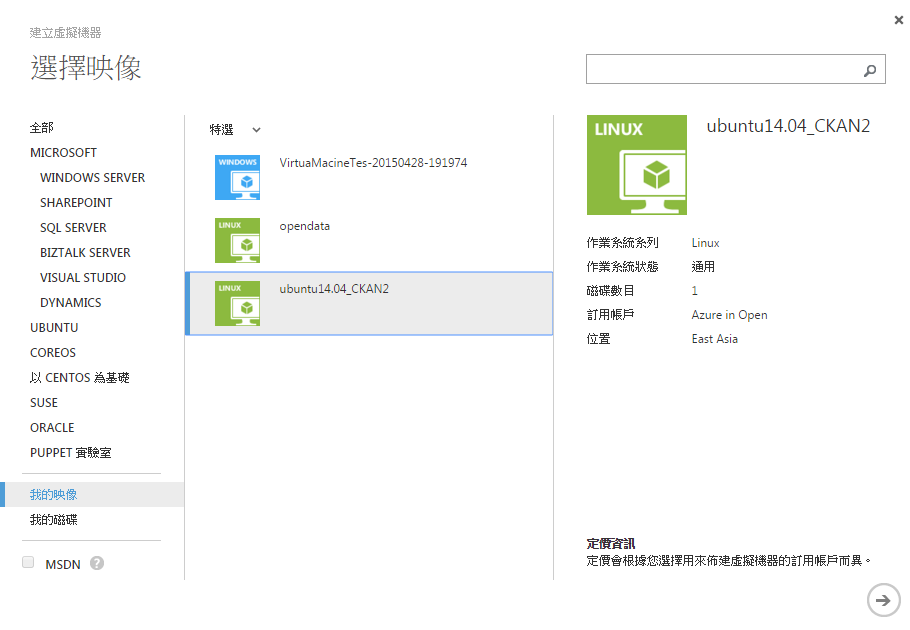 建立虛擬機器
選擇映像
全部
MICROSOFT
WINDOWS SERVER
SHAREPOINT
SQL SERVER
BIZTALK SERVER
VISUAL STUDIO
DYNAMICS
UBUNTU
COREOS
以 CENTOS 為基礎
SUSE
ORACLE
PUPPET 實驗室
我的映像
我的磁碟
MSDN ?
特選
WINDOWS
VirtuaMacineTes-20150428-191974
LINUX
opendata
LINUX
ubuntu14.04_CKAN2
LINUX
ubuntu14.04_CKAN2
作業系統系列 Linux
作業系統狀態 通用
磁碟數目 1
訂用帳戶 Azure in Open
位置 East Asia
定價資訊
定價會根據您選擇用來佈建虛擬機器的訂用帳戶而異。